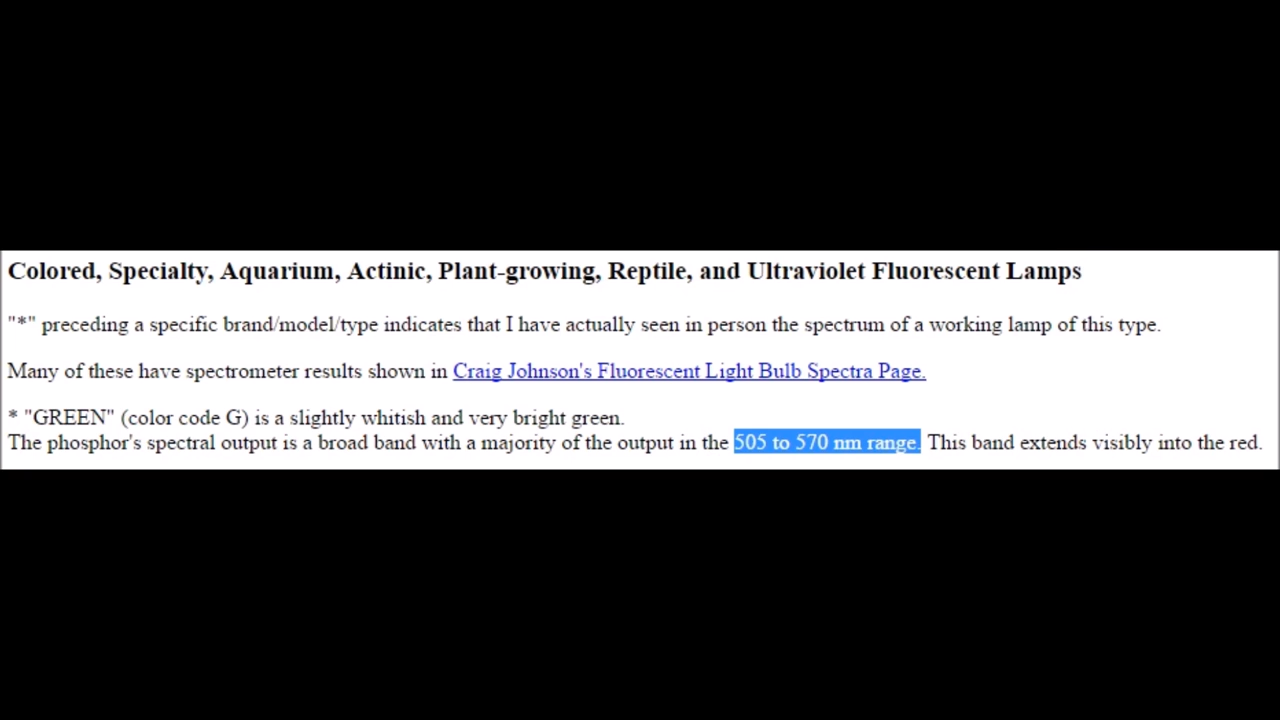 Colored, Specialty, Aquarium, Actinic, Plant-growing, Reptile, and Ultraviolet Fluorescent Lamps
"*" preceding a specific brand/model/type indicates that I have actually seen in person the spectrum of a working lamp of this type.
Many of these have spectrometer results shown in Craig Johnson's Fluorescent Light Bulb Spectra Page.
* "GREEN" (color code G) is a slightly whitish and very bright green.
The phosphor's spectral output is a broad band with a majority of the output in the 505 to 570 nm range. This band extends visibly into the red.